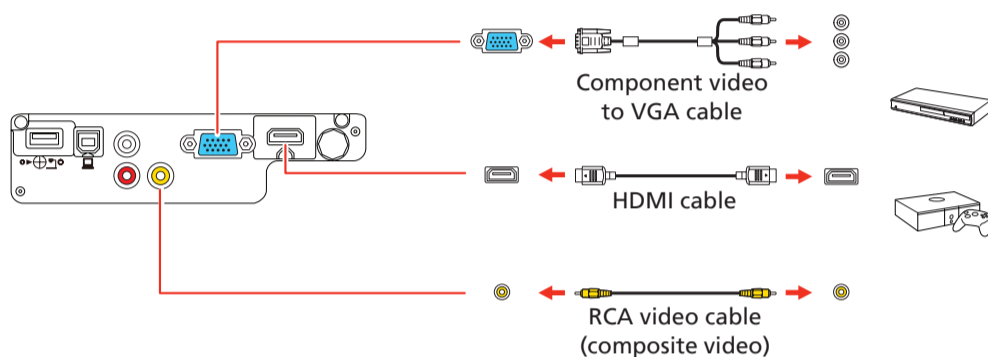 Component video
to VGA cable
HDMI cable
RCA video cable
(composite video)